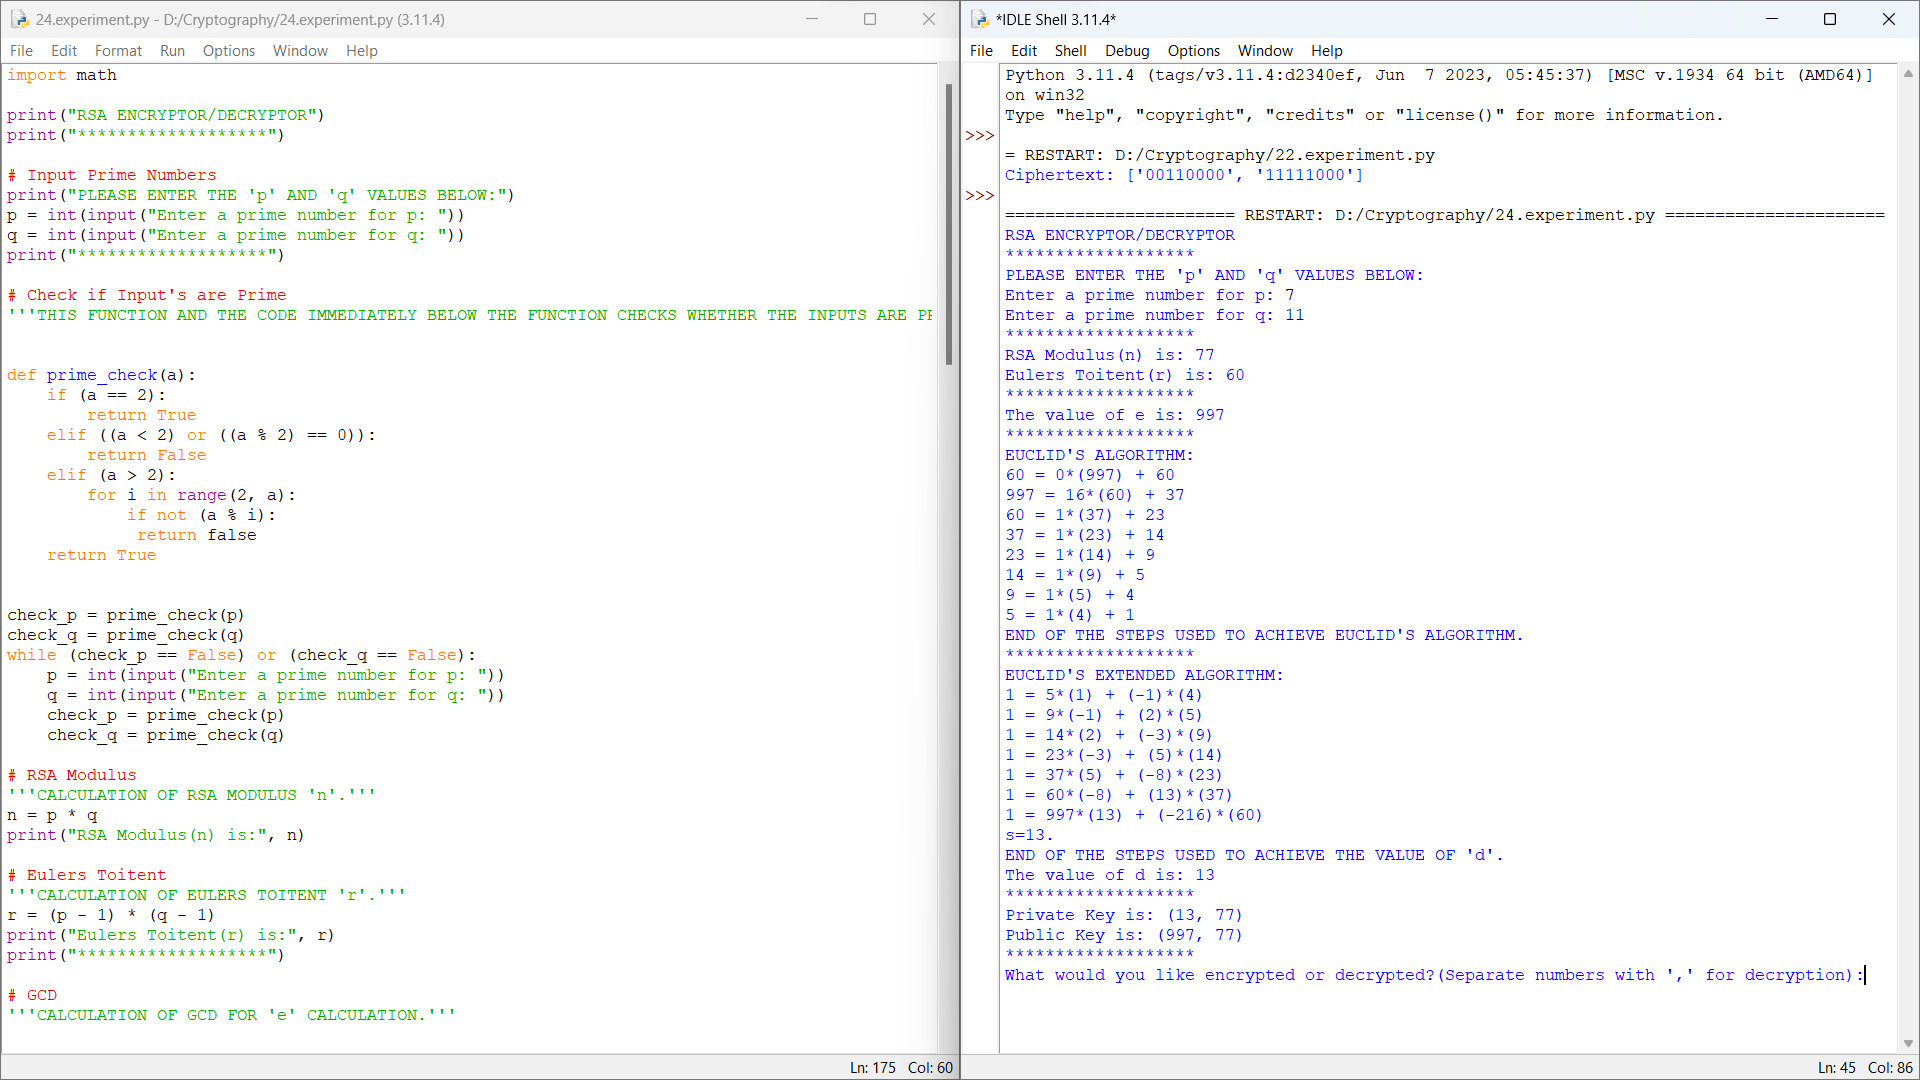 24.experiment.py - D:/Cryptography/24.experiment.py (3.11.4)
File Edit Format Run Options Window Help
import math

print("RSA ENCRYPTOR/DECRYPTOR")
print("*******************")

# Input Prime Numbers
print("PLEASE ENTER THE 'p' AND 'q' VALUES BELOW:")
p = int(input("Enter a prime number for p: "))
q = int(input("Enter a prime number for q: "))
print("*******************")

# Check if Input's are Prime
'''THIS FUNCTION AND THE CODE IMMEDIATELY BELOW THE FUNCTION CHECKS WHETHER THE INPUTS ARE

def prime_check(a):
    if (a == 2):
        return True
    elif ((a < 2) or ((a % 2) == 0)):
        return False
    elif (a > 2):
        for i in range(2, a):
            if not (a % i):
             return false
    return True

check_p = prime_check(p)
check_q = prime_check(q)
while (check_p == False) or (check_q == False):
    p = int(input("Enter a prime number for p: "))
    q = int(input("Enter a prime number for q: "))
    check_p = prime_check(p)
    check_q = prime_check(q)

# RSA Modulus
'''CALCULATION OF RSA MODULUS 'n'.'''
n = p * q
print("RSA Modulus(n) is:", n)

# Eulers Toitent
'''CALCULATION OF EULERS TOITENT 'r'.'''
r = (p - 1) * (q - 1)
print("Eulers Toitent(r) is:", r)
print("*******************")

# GCD
'''CALCULATION OF GCD FOR 'e' CALCULATION.'''
Ln: 175 Col: 60
*IDLE Shell 3.11.4*
File Edit Shell Debug Options Window Help
Python 3.11.4 (tags/v3.11.4:d2340ef, Jun  7 2023, 05:45:37) [MSC v.1934 64 bit (AMD64)]
on win32
Type "help", "copyright", "credits" or "license()" for more information.
>>>
= RESTART: D:/Cryptography/22.experiment.py
Ciphertext: ['00110000', '11111000']
>>>
======================= RESTART: D:/Cryptography/24.experiment.py ======================
RSA ENCRYPTOR/DECRYPTOR
*******************
PLEASE ENTER THE 'p' AND 'q' VALUES BELOW:
Enter a prime number for p: 7
Enter a prime number for q: 11
*******************
RSA Modulus(n) is: 77
Eulers Toitent(r) is: 60
*******************
The value of e is: 997
*******************
EUCLID'S ALGORITHM:
60 = 0*(997) + 60
997 = 16*(60) + 37
60 = 1*(37) + 23
37 = 1*(23) + 14
23 = 1*(14) + 9
14 = 1*(9) + 5
9 = 1*(5) + 4
5 = 1*(4) + 1
END OF THE STEPS USED TO ACHIEVE EUCLID'S ALGORITHM.
*******************
EUCLID'S EXTENDED ALGORITHM:
1 = 5*(1) + (-1)*(4)
1 = 9*(-1) + (2)*(5)
1 = 14*(2) + (-3)*(9)
1 = 23*(-3) + (5)*(14)
1 = 37*(5) + (-8)*(23)
1 = 60*(-8) + (13)*(37)
1 = 997*(13) + (-216)*(60)
s=13.
END OF THE STEPS USED TO ACHIEVE THE VALUE OF 'd'.
The value of d is: 13
*******************
Private Key is: (13, 77)
Public Key is: (997, 77)
*******************
What would you like encrypted or decrypted?(Separate numbers with ',' for decryption):
Ln: 45 Col: 86